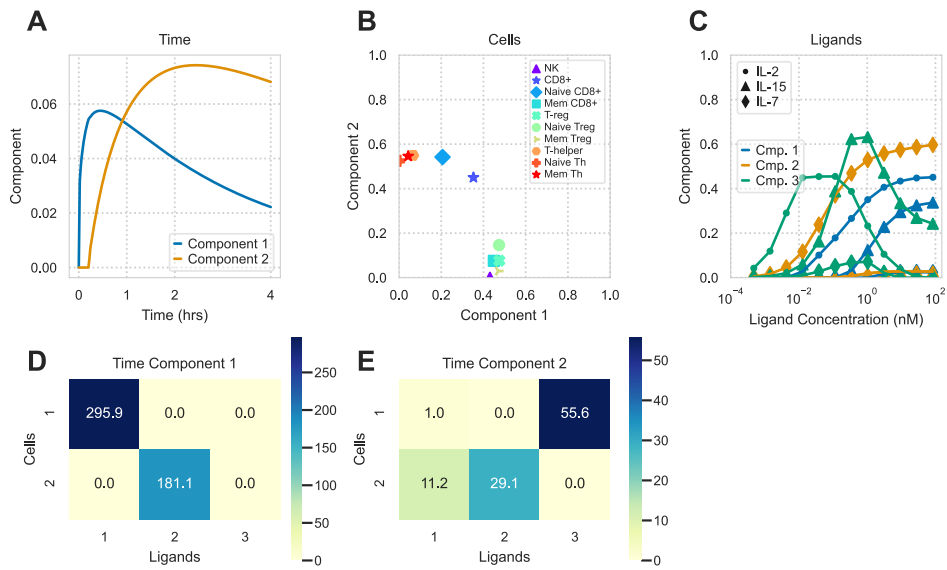 A
Time
Component
0.06
0.04
0.02
0.00
0
1
2
4
Time (hrs)
Component 1
Component 2
B
Cells
Component 2
1.0
0.8
0.6
0.4
0.2
0.0
0.0
0.2
0.4
0.6
0.8
1.0
Component 1
NK
CD8+
Naive CD8+
Mem CD8+
T-reg
Naive Treg
Mem Treg
T-helper
Naive Th
Mem Th
C
Ligands
Component
1.0
0.8
0.6
0.4
0.2
0.0
IL-2
IL-15
IL-7
Cmp. 1
Cmp. 2
Cmp. 3
10⁻⁴
10⁻²
10⁰
10²
Ligand Concentration (nM)
D
Time Component 1
Cells
1
2
295.9 0.0 0.0
0.0 181.1 0.0
1 2 3
Ligands
250
200
150
100
50
0
E
Time Component 2
Cells
1
2
1.0 0.0 55.6
11.2 29.1 0.0
1 2 3
Ligands
50
40
30
20
10
0